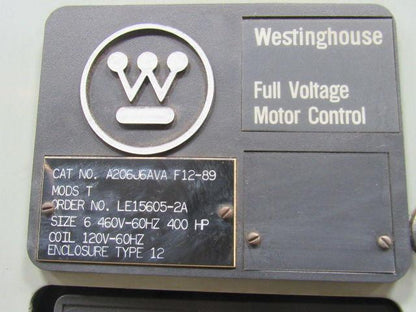 W
Westinghouse
Full Voltage
Motor Control
CAT NO. A206J6AVA F12-89
MODS T
ORDER NO. LE15605-2A
SIZE 6 460V-60HZ 400 HP
COIL 120V-60HZ
ENCLOSURE TYPE 12